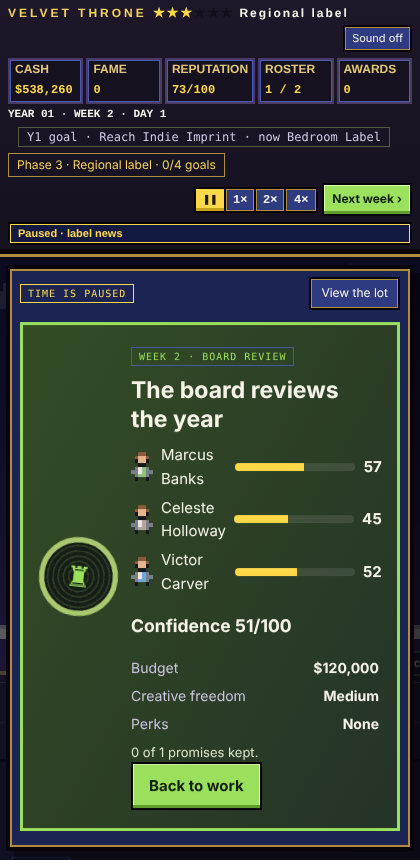 VELVET THRONE ★★★★★★ Regional label
Sound off
CASH
$538,260
FAME
0
REPUTATION
73/100
ROSTER
1 / 2
AWARDS
0
YEAR 01 · WEEK 2 · DAY 1
Y1 goal · Reach Indie Imprint · now Bedroom Label
Phase 3 · Regional label · 0/4 goals
1×
2×
4×
Next week ›
Paused · label news
TIME IS PAUSED
View the lot
WEEK 2 · BOARD REVIEW
The board reviews
the year
Marcus
Banks
57
Celeste
Holloway
45
Victor
Carver
52
Confidence 51/100
Budget $120,000
Creative freedom Medium
Perks None
0 of 1 promises kept.
Back to work